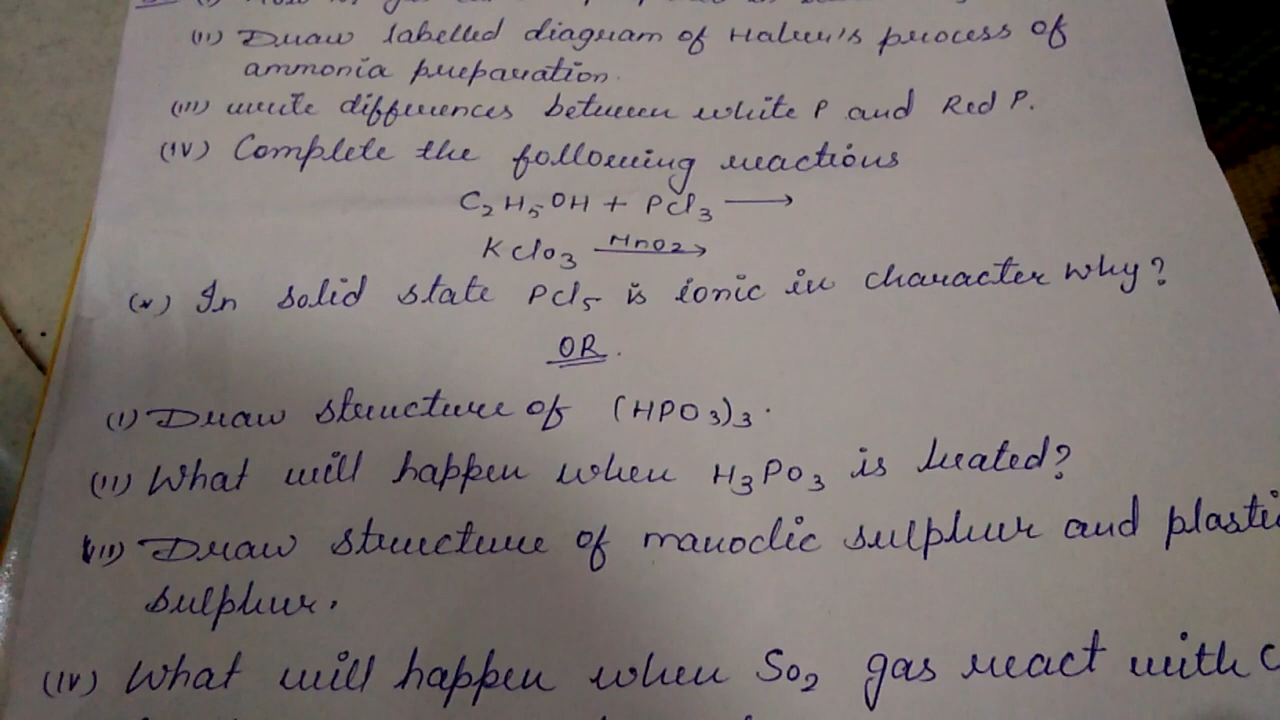 (ii) Draw labelled diagram of Haber's process of
ammonia preparation.
(iii) write differences between white P and Red P.
(iv) Complete the following reactions
C2H5OH + PCl3 →
KClO3 MnO2→
(v) In solid state PCl5 is ionic in character why?
OR.
(i) Draw structure of (HPO3)3.
(ii) What will happen when H3PO3 is heated?
(iii) Draw structure of sulphur and
sulphur.
(iv) What will happen when SO2 gas react with